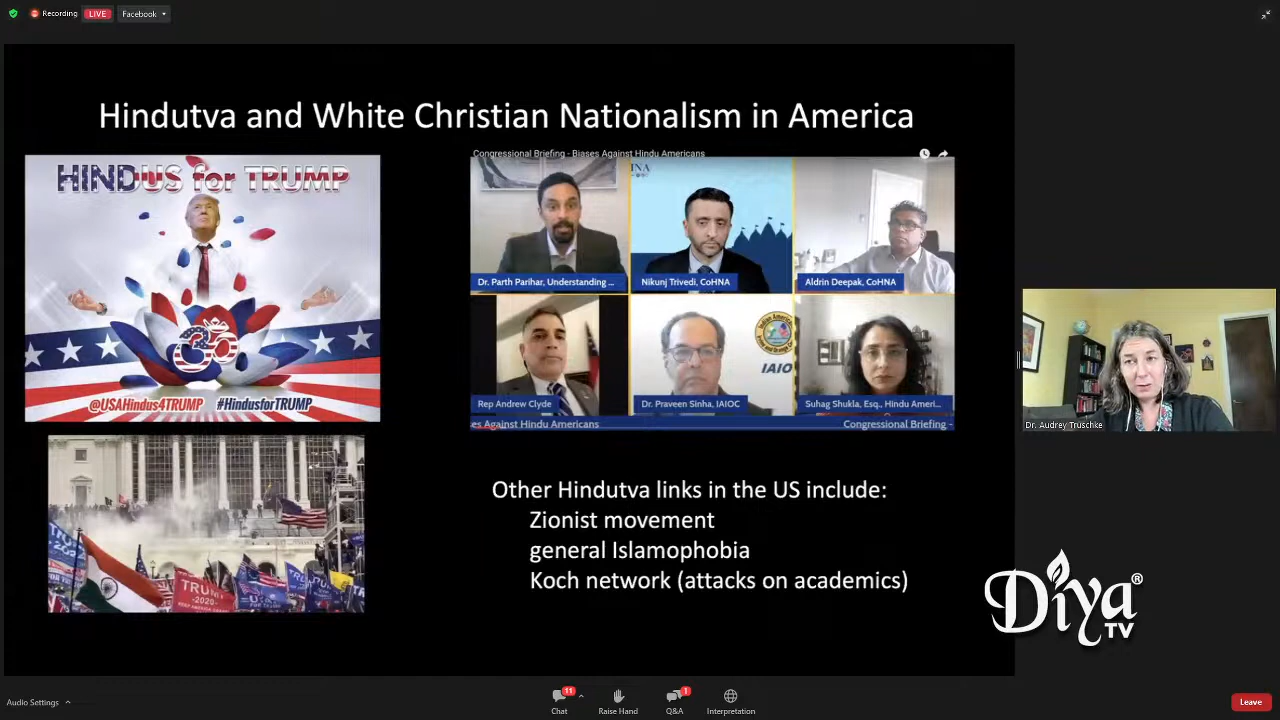 Recording
LIVE
Facebook
Hindutva and White Christian Nationalism in America
HINDUS for TRUMP
@USAHindus4TRUMP #HindusforTRUMP
Congressional Briefing - Biases Against Hindu Americans
Dr. Parth Parihar, Understanding ...
Nikunj Trivedi, CoHNA
Aldrin Deepak, CoHNA
Rep Andrew Clyde
Dr. Praveen Sinha, IAIOC
IAIO
Suhag Shukla, Esq., Hindu Ameri...
es Against Hindu Americans
Congressional Briefing -
TRUMP
2020
Other Hindutva links in the US include:
Zionist movement
general Islamophobia
Koch network (attacks on academics)
Dr. Audrey Truschke
Diya®
TV
Audio Settings
11
Chat
Raise Hand
1
Q&A
Interpretation
Leave